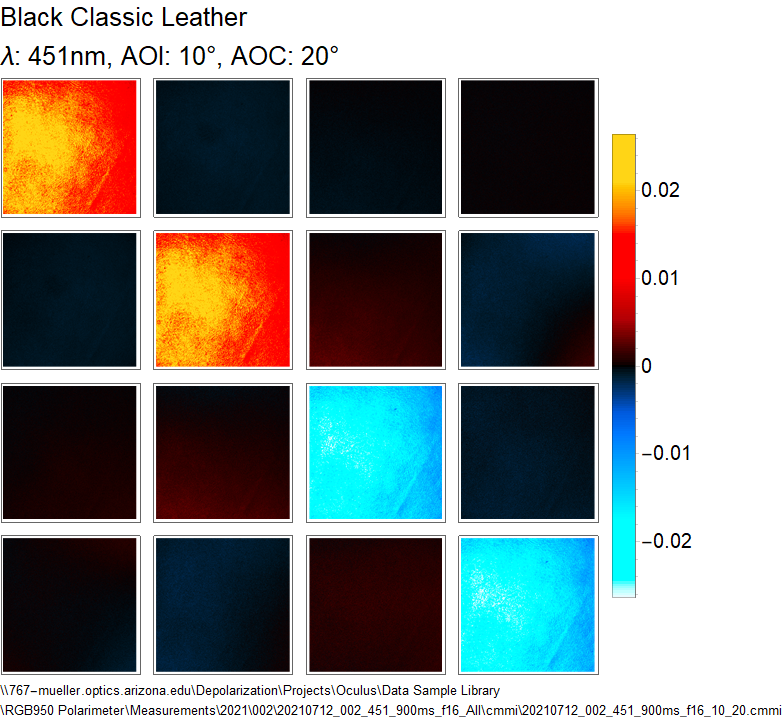 Black Classic Leather
λ: 451nm, AOI: 10°, AOC: 20°
0.02
0.01
0
−0.01
−0.02
\\767−mueller.optics.arizona.edu\Depolarization\Projects\Oculus\Data Sample Library
\RGB950 Polarimeter\Measurements\2021\002\20210712_002_451_900ms_f16_All\cmmi\20210712_002_451_900ms_f16_10_20.cmmi